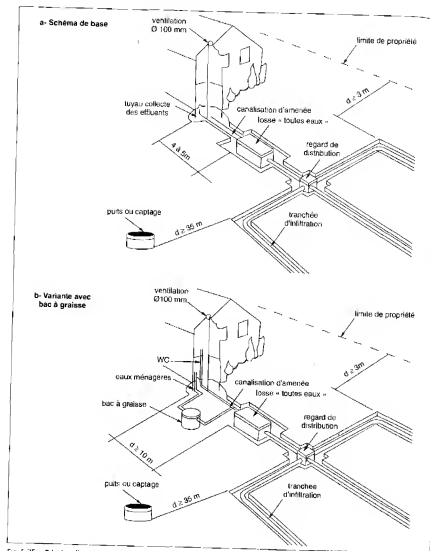 a- Schéma de base
ventilation
Ø 100 mm
limite de propriété
d ≥ 3 m
tuyau collecte
des effluents
canalisation d'amenée
fosse « toutes eaux »
regard de
distribution
4 à 5m
puits ou captage
d ≥ 35 m
tranchée
d'infiltration
b- Variante avec
bac à graisse
ventilation
Ø100 mm
limite de propriété
WC
d ≥ 3m
eaux ménagères
canalisation d'amenée
fosse « toutes eaux »
bac à graisse
regard de
distribution
d ≥ 10 m
puits ou captage
d ≥ 35 m
tranchée
d'infiltration